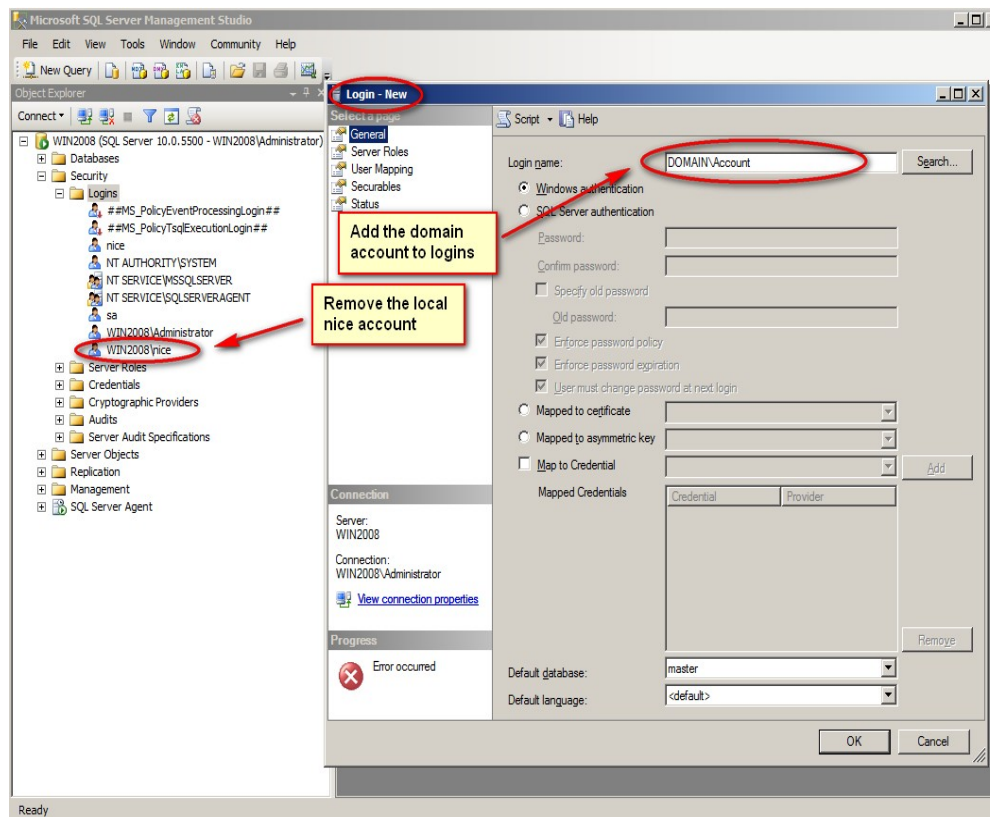 Microsoft SQL Server Management Studio
File Edit View Tools Window Community Help
New Query
Object Explorer
Connect
WIN2008 (SQL Server 10.0.5500 - WIN2008\Administrator)
Databases
Security
Logins
##MS_PolicyEventProcessingLogin##
##MS_PolicyTsqlExecutionLogin##
nice
NT AUTHORITY\SYSTEM
NT SERVICE\MSSQLSERVER
NT SERVICE\SQLSERVERAGENT
sa
WIN2008\Administrator
WIN2008\nice
Server Roles
Credentials
Cryptographic Providers
Audits
Server Audit Specifications
Server Objects
Replication
Management
SQL Server Agent
Remove the local
nice account
Add the domain
account to logins
Login - New
Select a page
General
Server Roles
User Mapping
Securables
Status
Connection
Server:
WIN2008
Connection:
WIN2008\Administrator
View connection properties
Progress
Error occurred
Script Help
Login name: DOMAIN\Account Search...
Windows authentication
SQL Server authentication
Password:
Confirm password:
Specify old password
Old password:
Enforce password policy
Enforce password expiration
User must change password at next login
Mapped to certificate
Mapped to asymmetric key
Map to Credential Add
Mapped Credentials Credential Provider
Remove
Default database: master
Default language: <default>
OK Cancel
Ready